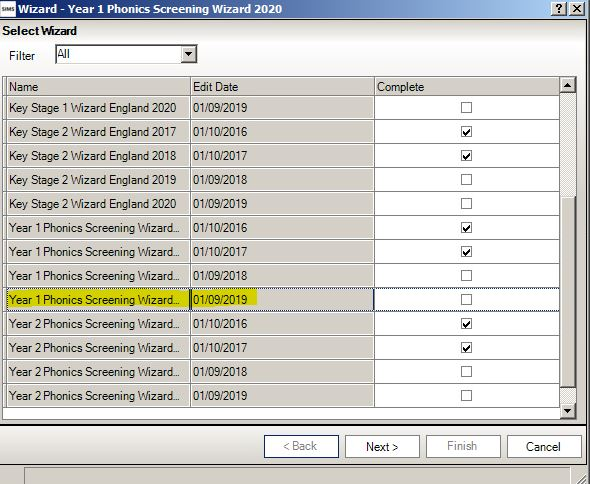 SIMS Wizard - Year 1 Phonics Screening Wizard 2020
Select Wizard
Filter All
Name Edit Date Complete
Key Stage 1 Wizard England 2020 01/09/2019
Key Stage 2 Wizard England 2017 01/10/2016
Key Stage 2 Wizard England 2018 01/10/2017
Key Stage 2 Wizard England 2019 01/09/2018
Key Stage 2 Wizard England 2020 01/09/2019
Year 1 Phonics Screening Wizard... 01/10/2016
Year 1 Phonics Screening Wizard... 01/10/2017
Year 1 Phonics Screening Wizard... 01/09/2018
Year 1 Phonics Screening Wizard... 01/09/2019
Year 2 Phonics Screening Wizard... 01/10/2016
Year 2 Phonics Screening Wizard... 01/10/2017
Year 2 Phonics Screening Wizard... 01/09/2018
Year 2 Phonics Screening Wizard... 01/09/2019
< Back Next > Finish Cancel